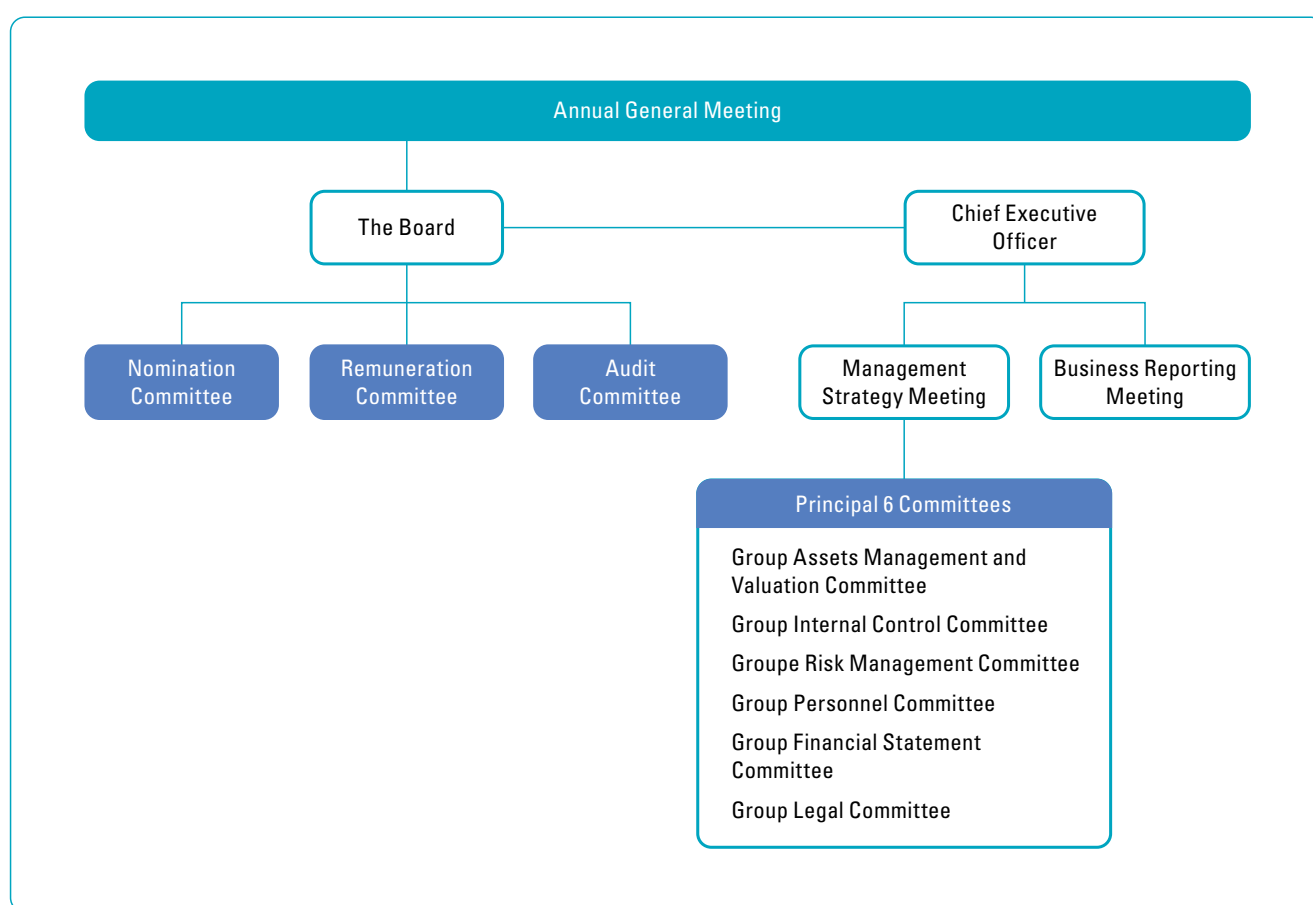 Annual General Meeting
The Board
Chief Executive
Officer
Nomination
Committee
Remuneration
Committee
Audit
Committee
Management
Strategy Meeting
Business Reporting
Meeting
Principal 6 Committees
Group Assets Management and
Valuation Committee
Group Internal Control Committee
Groupe Risk Management Committee
Group Personnel Committee
Group Financial Statement
Committee
Group Legal Committee